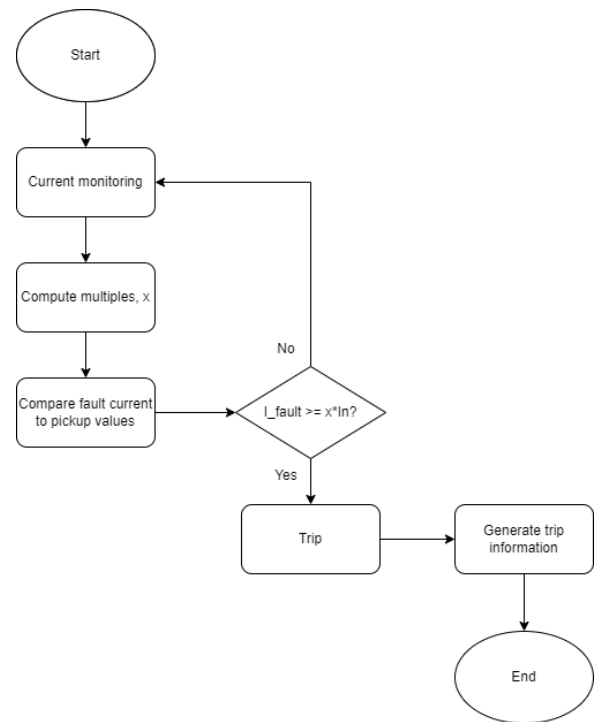 Start
Current monitoring
Compute multiples, x
Compare fault current
to pickup values
No
I_fault >= x*In?
Yes
Trip
Generate trip
information
End